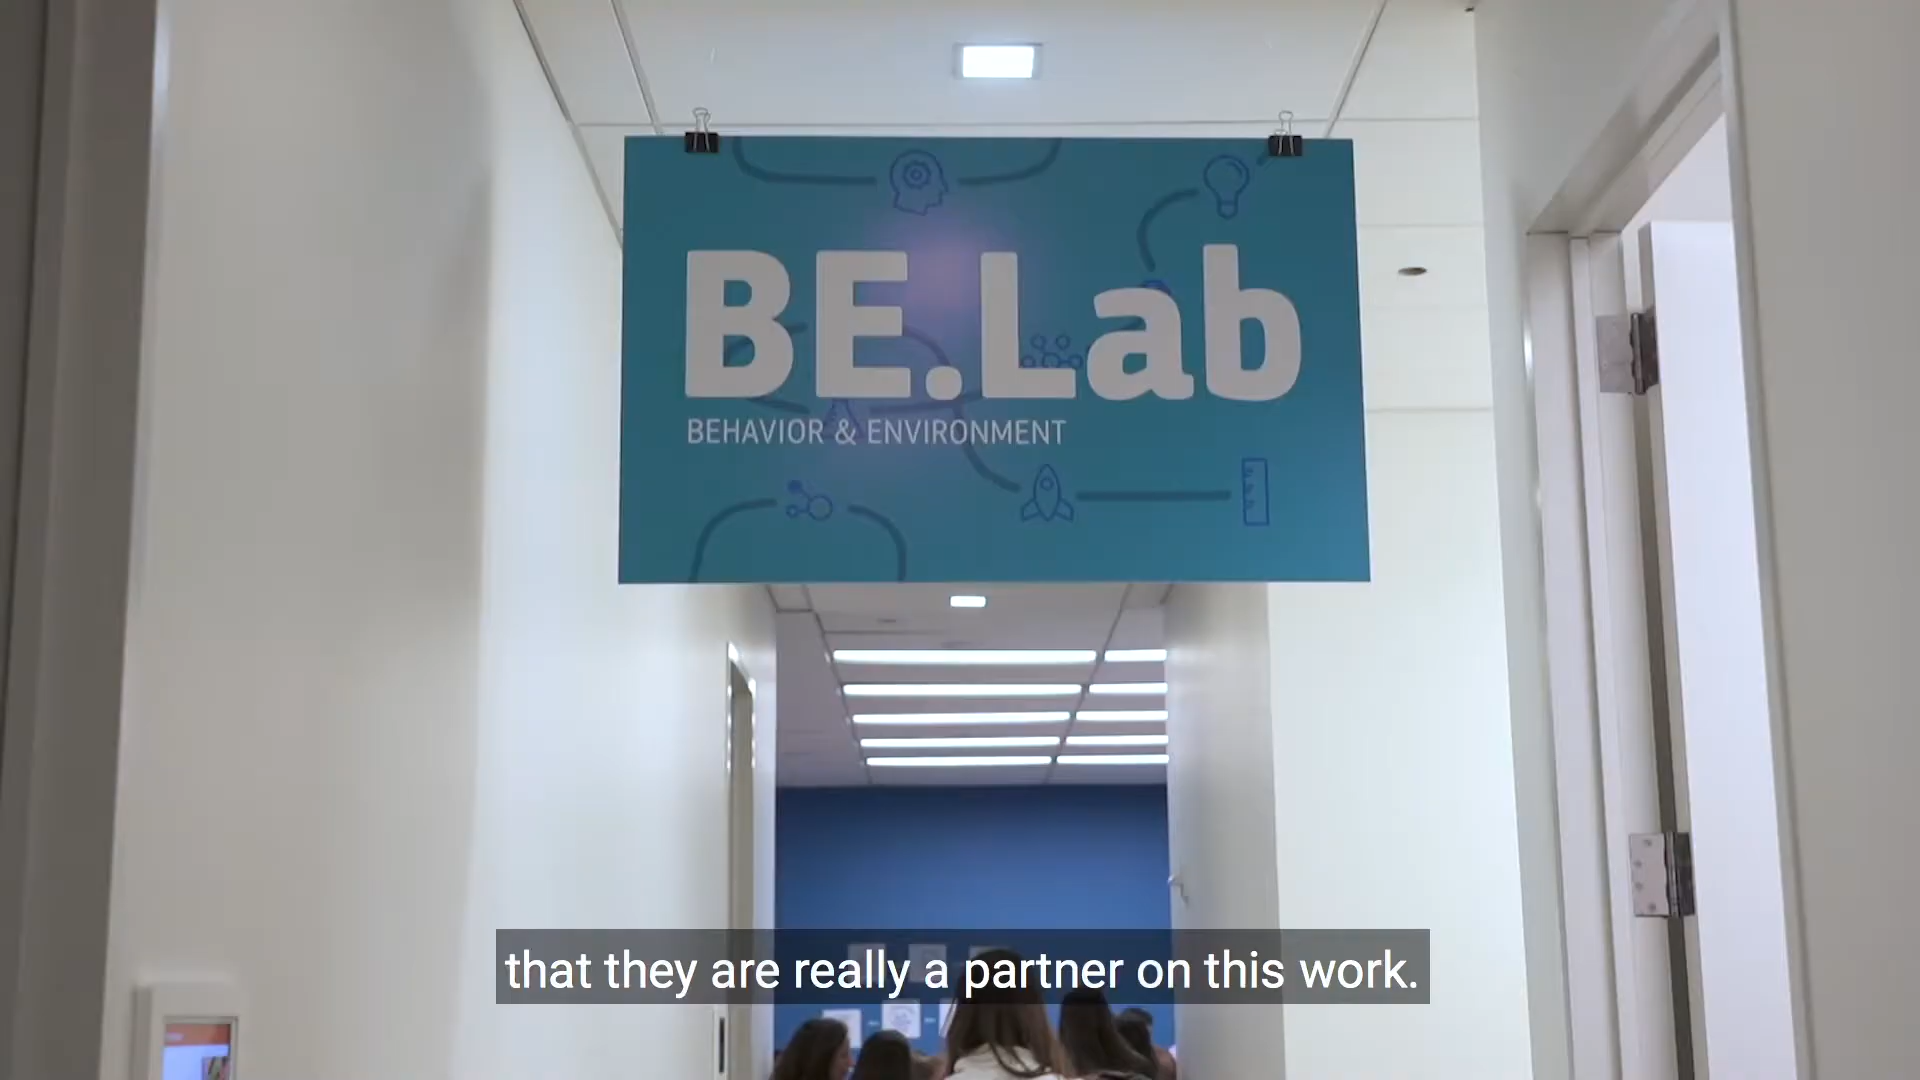 BE.Lab
BEHAVIOR & ENVIRONMENT
that they are really a partner on this work.